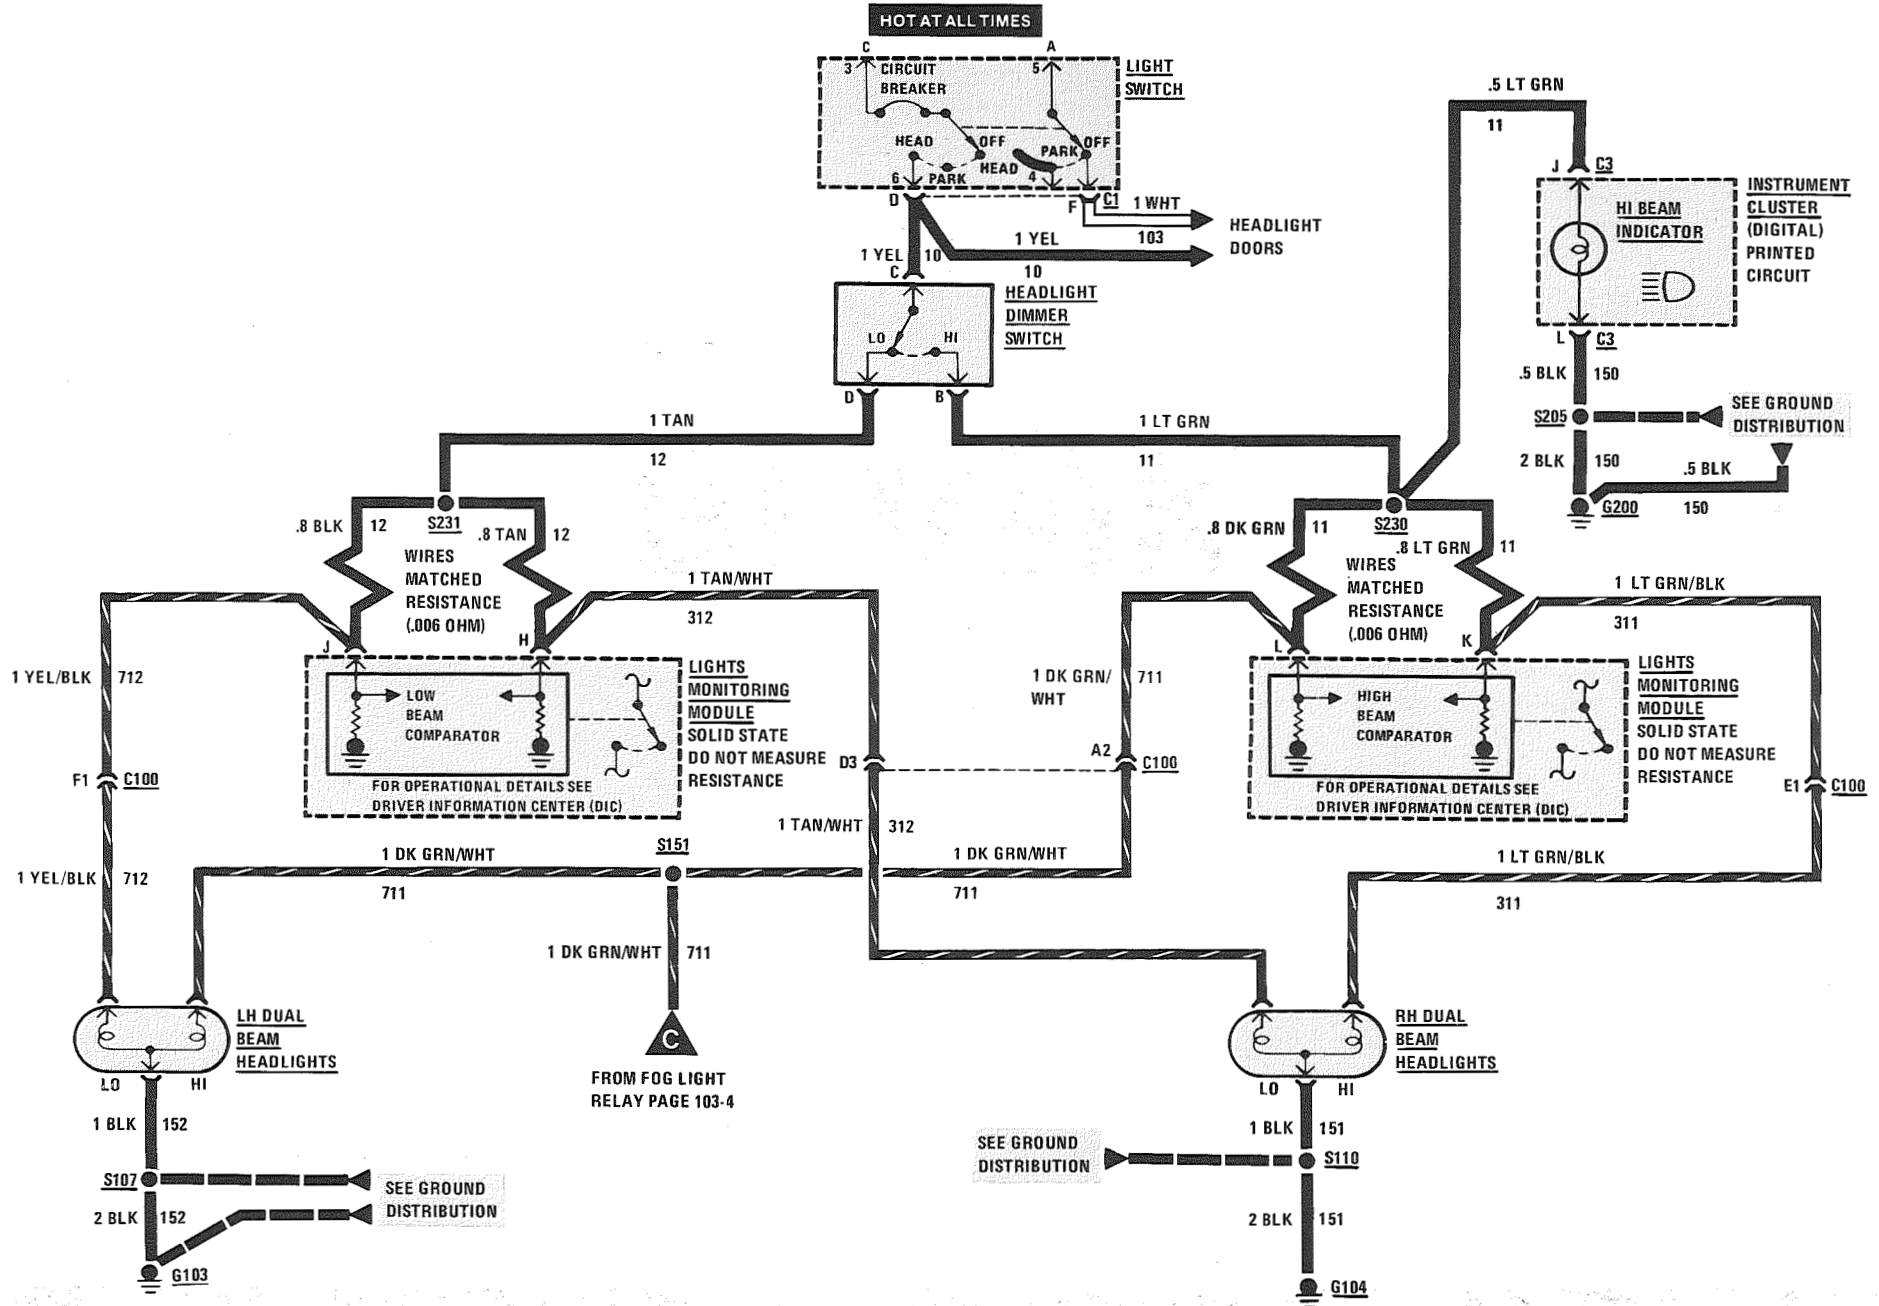 HOT AT ALL TIMES
C
A
3
CIRCUIT
BREAKER
5
LIGHT
SWITCH
HEAD
OFF
HEAD
PARK
OFF
6
PARK
4
D
F
C1
1 WHT
103
HEADLIGHT
DOORS
1 YEL
10
1 YEL
10
C
HEADLIGHT
DIMMER
SWITCH
LO
HI
D
B
.5 LT GRN
11
J
C3
HI BEAM
INDICATOR
INSTRUMENT
CLUSTER
(DIGITAL)
PRINTED
CIRCUIT
L
C3
.5 BLK
150
S205
SEE GROUND
DISTRIBUTION
2 BLK
150
.5 BLK
150
G200
1 TAN
12
1 LT GRN
11
.8 BLK
12
S231
.8 TAN
12
WIRES
MATCHED
RESISTANCE
(.006 OHM)
.8 DK GRN
11
S230
.8 LT GRN
11
WIRES
MATCHED
RESISTANCE
(.006 OHM)
1 TAN/WHT
312
1 LT GRN/BLK
311
J
H
L
K
1 YEL/BLK
712
LOW
BEAM
COMPARATOR
FOR OPERATIONAL DETAILS SEE
DRIVER INFORMATION CENTER (DIC)
LIGHTS
MONITORING
MODULE
SOLID STATE
DO NOT MEASURE
RESISTANCE
1 DK GRN/
WHT
711
HIGH
BEAM
COMPARATOR
FOR OPERATIONAL DETAILS SEE
DRIVER INFORMATION CENTER (DIC)
LIGHTS
MONITORING
MODULE
SOLID STATE
DO NOT MEASURE
RESISTANCE
F1
C100
D3
A2
C100
E1
C100
1 TAN/WHT
312
1 YEL/BLK
712
1 DK GRN/WHT
711
S151
1 DK GRN/WHT
711
1 LT GRN/BLK
311
1 DK GRN/WHT
711
C
FROM FOG LIGHT
RELAY PAGE 103-4
LH DUAL
BEAM
HEADLIGHTS
LO
HI
RH DUAL
BEAM
HEADLIGHTS
LO
HI
1 BLK
152
S107
SEE GROUND
DISTRIBUTION
2 BLK
152
G103
1 BLK
151
SEE GROUND
DISTRIBUTION
S110
2 BLK
151
G104